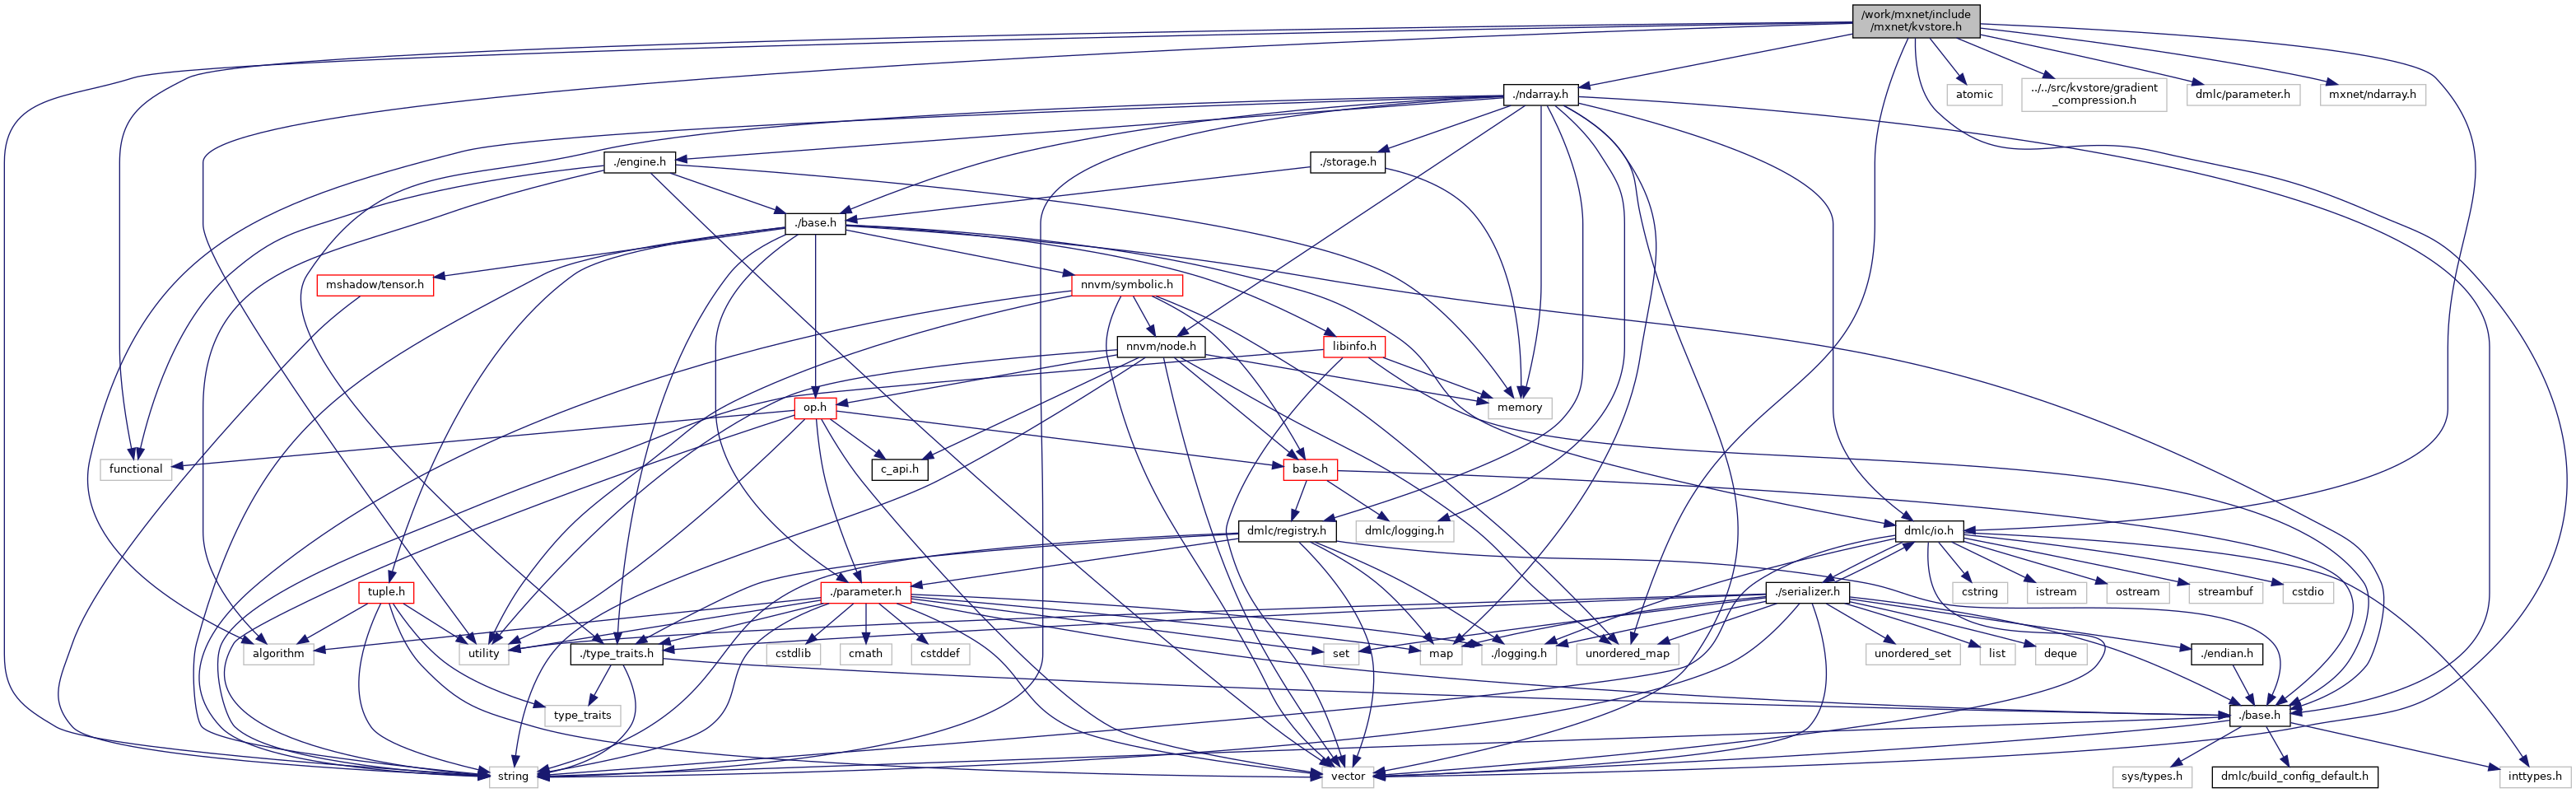 /work/mxnet/include
/mxnet/kvstore.h
./ndarray.h
atomic
../../src/kvstore/gradient
_compression.h
dmlc/parameter.h
mxnet/ndarray.h
./engine.h
./storage.h
./base.h
mshadow/tensor.h
nnvm/symbolic.h
nnvm/node.h
libinfo.h
op.h
memory
functional
c_api.h
base.h
dmlc/registry.h
dmlc/logging.h
dmlc/io.h
tuple.h
./parameter.h
./serializer.h
cstring
istream
ostream
streambuf
cstdio
algorithm
utility
./type_traits.h
cstdlib
cmath
cstddef
set
map
./logging.h
unordered_map
unordered_set
list
deque
./endian.h
type_traits
./base.h
string
vector
sys/types.h
dmlc/build_config_default.h
inttypes.h